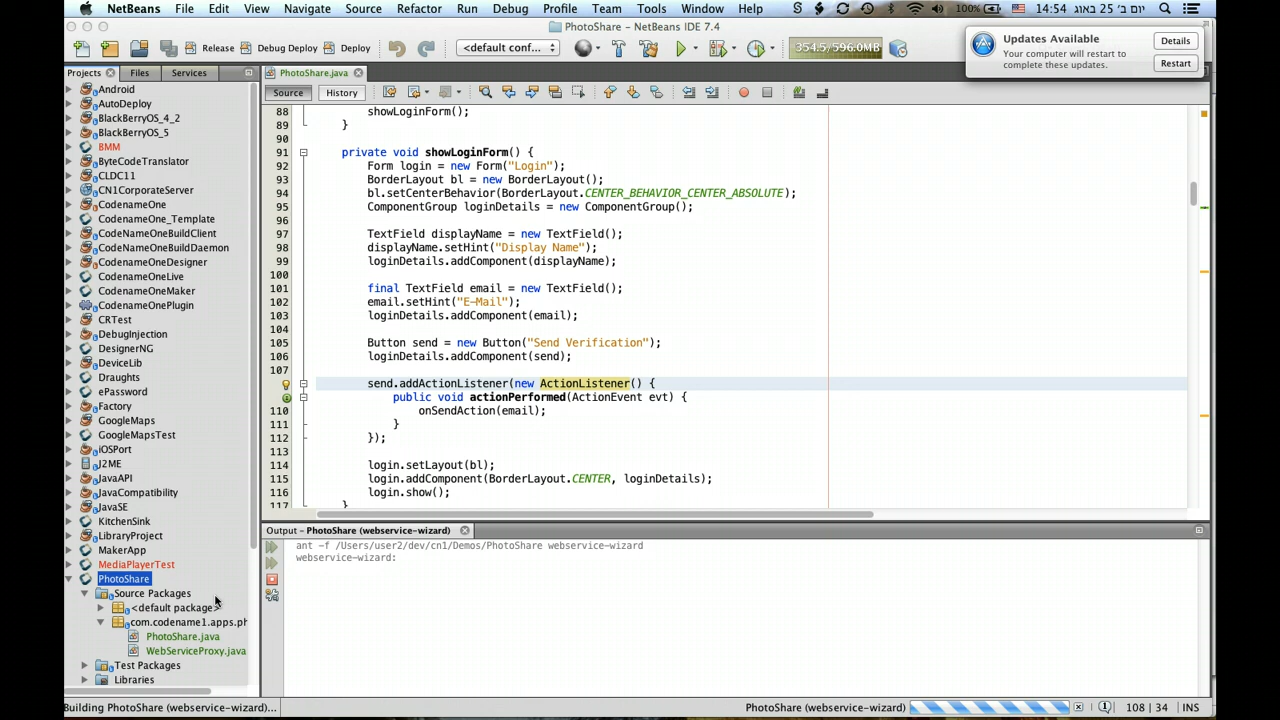 NetBeans File Edit View Navigate Source Refactor Run Debug Profile Team Tools Window Help 100% 14:54 יום ב׳ 25 באוג
PhotoShare – NetBeans IDE 7.4
Release Debug Deploy Deploy <default conf... 354.5/596.0MB
Updates Available
Your computer will restart to complete these updates.
Details
Restart
Projects Files Services
PhotoShare.java
Source History
Android
AutoDeploy
BlackBerryOS_4_2
BlackBerryOS_5
BMM
ByteCodeTranslator
CLDC11
CN1CorporateServer
CodenameOne
CodenameOne_Template
CodeNameOneBuildClient
CodeNameOneBuildDaemon
CodeNameOneDesigner
CodenameOneLive
CodenameOneMaker
CodenameOnePlugin
CRTest
DebugInjection
DesignerNG
DeviceLib
Draughts
ePassword
Factory
GoogleMaps
GoogleMapsTest
iOSPort
J2ME
JavaAPI
JavaCompatibility
JavaSE
KitchenSink
LibraryProject
MakerApp
MediaPlayerTest
PhotoShare
Source Packages
<default package>
com.codename1.apps.ph
PhotoShare.java
WebServiceProxy.java
Test Packages
Libraries
88 showLoginForm();
89 }
90
91 private void showLoginForm() {
92 Form login = new Form("Login");
93 BorderLayout bl = new BorderLayout();
94 bl.setCenterBehavior(BorderLayout.CENTER_BEHAVIOR_CENTER_ABSOLUTE);
95 ComponentGroup loginDetails = new ComponentGroup();
96
97 TextField displayName = new TextField();
98 displayName.setHint("Display Name");
99 loginDetails.addComponent(displayName);
100
101 final TextField email = new TextField();
102 email.setHint("E-Mail");
103 loginDetails.addComponent(email);
104
105 Button send = new Button("Send Verification");
106 loginDetails.addComponent(send);
107
send.addActionListener(new ActionListener() {
public void actionPerformed(ActionEvent evt) {
110 onSendAction(email);
111 }
112 });
113
114 login.setLayout(bl);
115 login.addComponent(BorderLayout.CENTER, loginDetails);
116 login.show();
117 }
Output – PhotoShare (webservice-wizard)
ant -f /Users/user2/dev/cn1/Demos/PhotoShare webservice-wizard
webservice-wizard:
Building PhotoShare (webservice-wizard)... PhotoShare (webservice-wizard) 108 | 34 INS